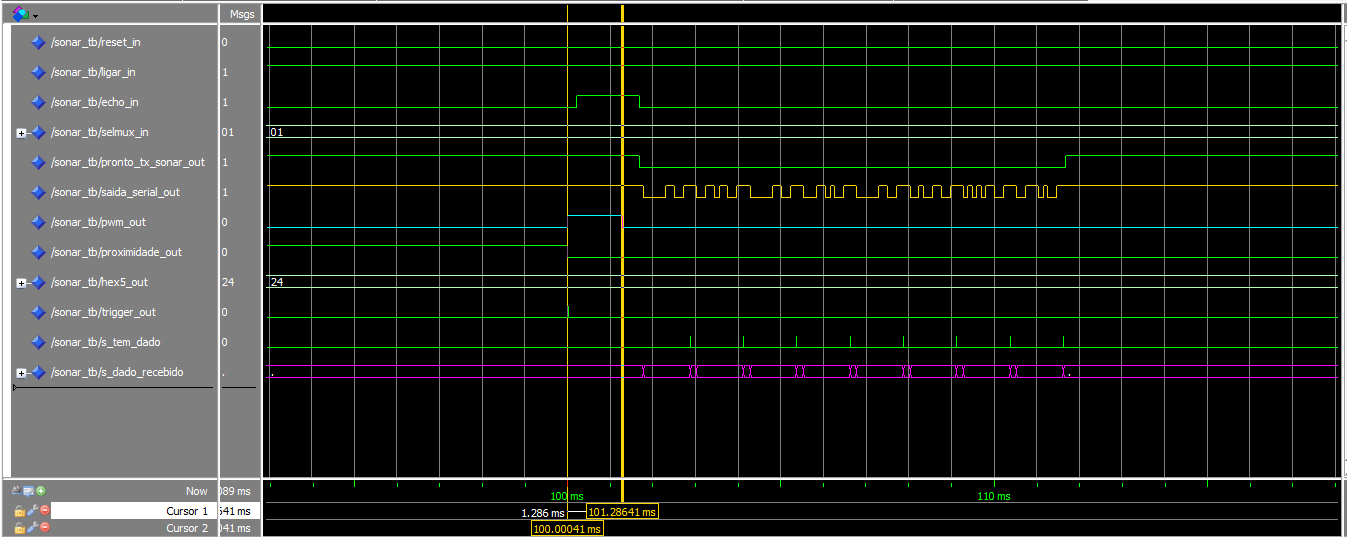 Msgs
/sonar_tb/reset_in 0
/sonar_tb/ligar_in 1
/sonar_tb/echo_in 1
/sonar_tb/selmux_in 01 01
/sonar_tb/pronto_tx_sonar_out 1
/sonar_tb/saida_serial_out 1
/sonar_tb/pwm_out 0
/sonar_tb/proximidade_out 0
/sonar_tb/hex5_out 24 24
/sonar_tb/trigger_out 0
/sonar_tb/s_tem_dado 0
/sonar_tb/s_dado_recebido . . .
Now 089 ms 100 ms 110 ms
Cursor 1 641 ms 1.286 ms 101.28641 ms
Cursor 2 041 ms 100.00041 ms